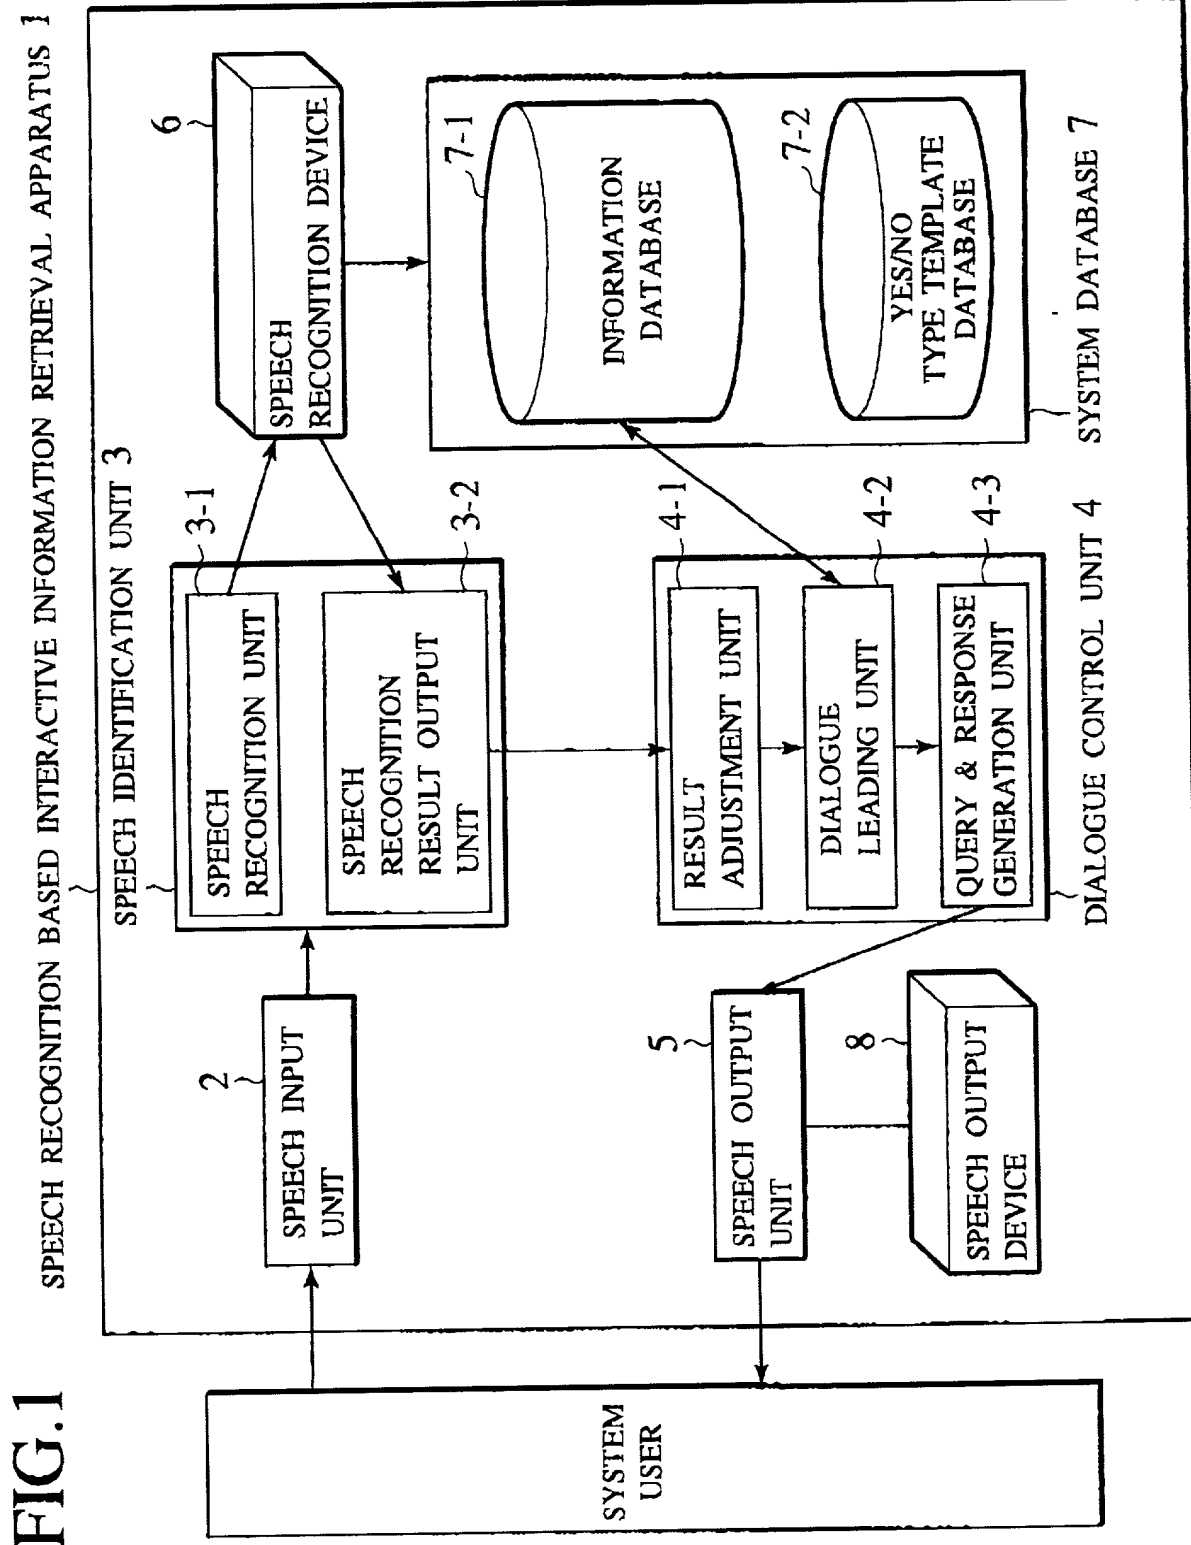 FIG.1
SPEECH RECOGNITION BASED INTERACTIVE INFORMATION RETRIEVAL APPARATUS 1
SPEECH IDENTIFICATION UNIT 3
SYSTEM
USER
2
SPEECH INPUT
UNIT
3-1
SPEECH
RECOGNITION UNIT
SPEECH
RECOGNITION
RESULT OUTPUT
UNIT
3-2
6
SPEECH
RECOGNITION DEVICE
7-1
INFORMATION
DATABASE
7-2
YES/NO
TYPE TEMPLATE
DATABASE
SYSTEM DATABASE 7
4-1
RESULT
ADJUSTMENT UNIT
4-2
DIALOGUE
LEADING UNIT
4-3
QUERY & RESPONSE
GENERATION UNIT
DIALOGUE CONTROL UNIT 4
5
SPEECH OUTPUT
UNIT
8
SPEECH OUTPUT
DEVICE